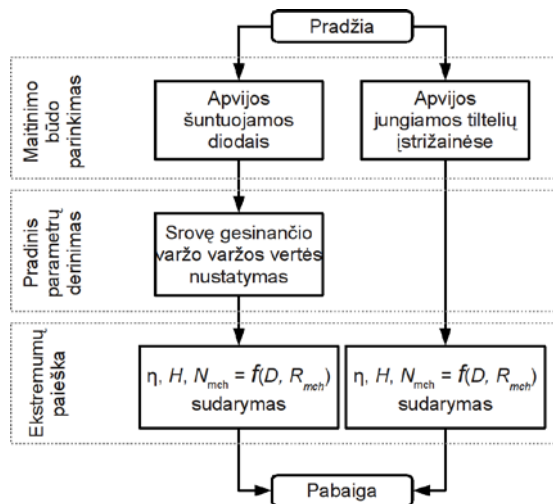 Pradžia
Maitinimo
būdo
parinkimas
Apvijos
šuntuojamos
diodais
Apvijos
jungiamos tiltelių
įstrižainėse
Pradinis
parametrų
derinimas
Srovę gesinančio
varžo varžos vertės
nustatymas
Ekstremumų
paieška
η, H, Nmch = f(D, Rmch)
sudarymas
η, H, Nmch = f(D, Rmch)
sudarymas
Pabaiga